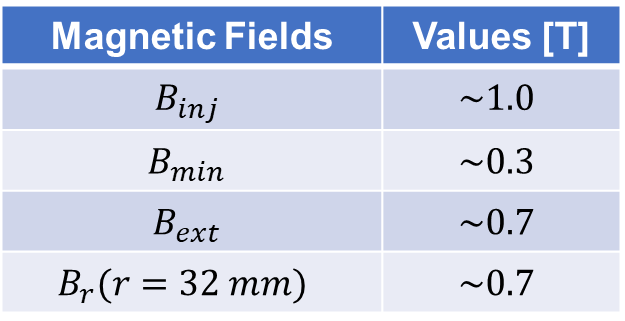 Magnetic Fields Values [T]
B_inj ~1.0
B_min ~0.3
B_ext ~0.7
B_r(r = 32 mm) ~0.7